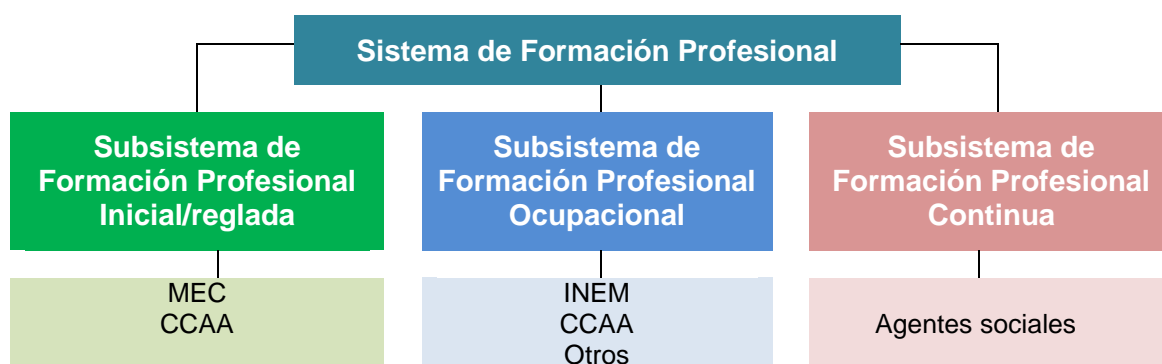 Sistema de Formación Profesional
Subsistema de
Formación Profesional
Inicial/reglada
Subsistema de
Formación Profesional
Ocupacional
Subsistema de
Formación Profesional
Continua
MEC
CCAA
INEM
CCAA
Otros
Agentes sociales